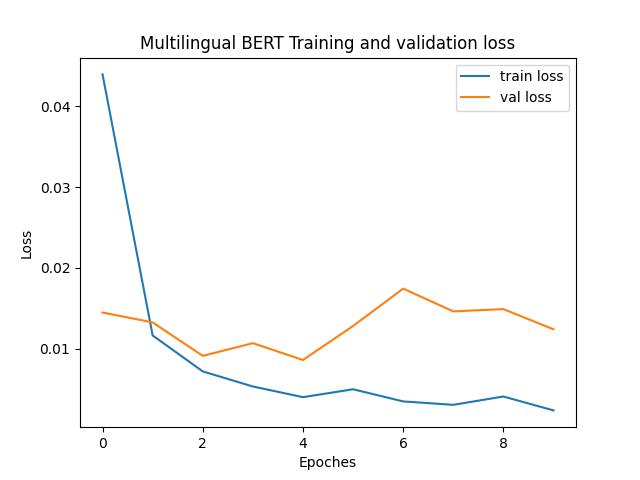 Multilingual BERT Training and validation loss
train loss
val loss
0.04
0.03
0.02
0.01
Loss
0 2 4 6 8
Epoches